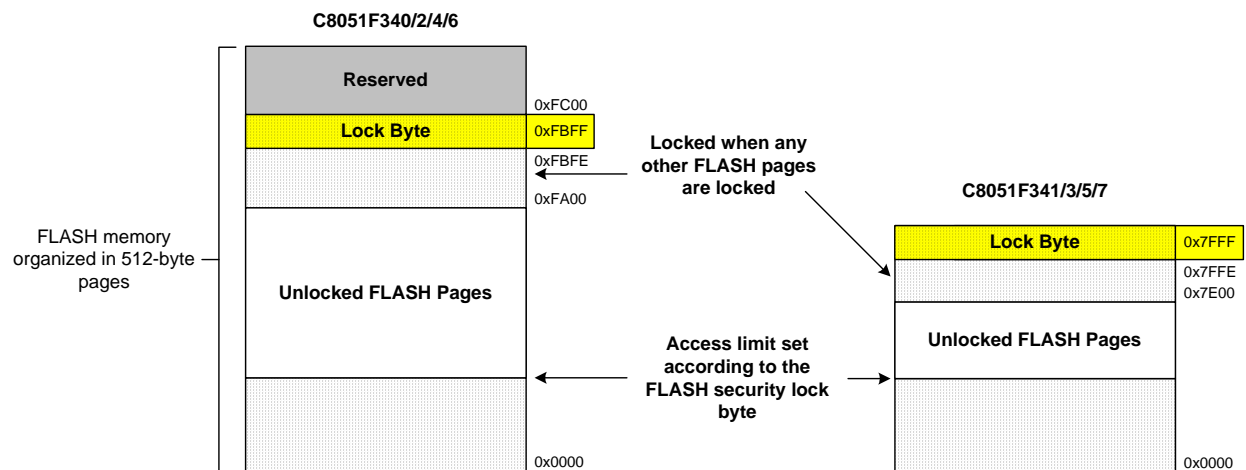 C8051F340/2/4/6
Reserved
0xFC00
Lock Byte
0xFBFF
0xFBFE
0xFA00
FLASH memory
organized in 512-byte
pages
Unlocked FLASH Pages
0x0000
Locked when any
other FLASH pages
are locked
Access limit set
according to the
FLASH security lock
byte
C8051F341/3/5/7
Lock Byte
0x7FFF
0x7FFE
0x7E00
Unlocked FLASH Pages
0x0000